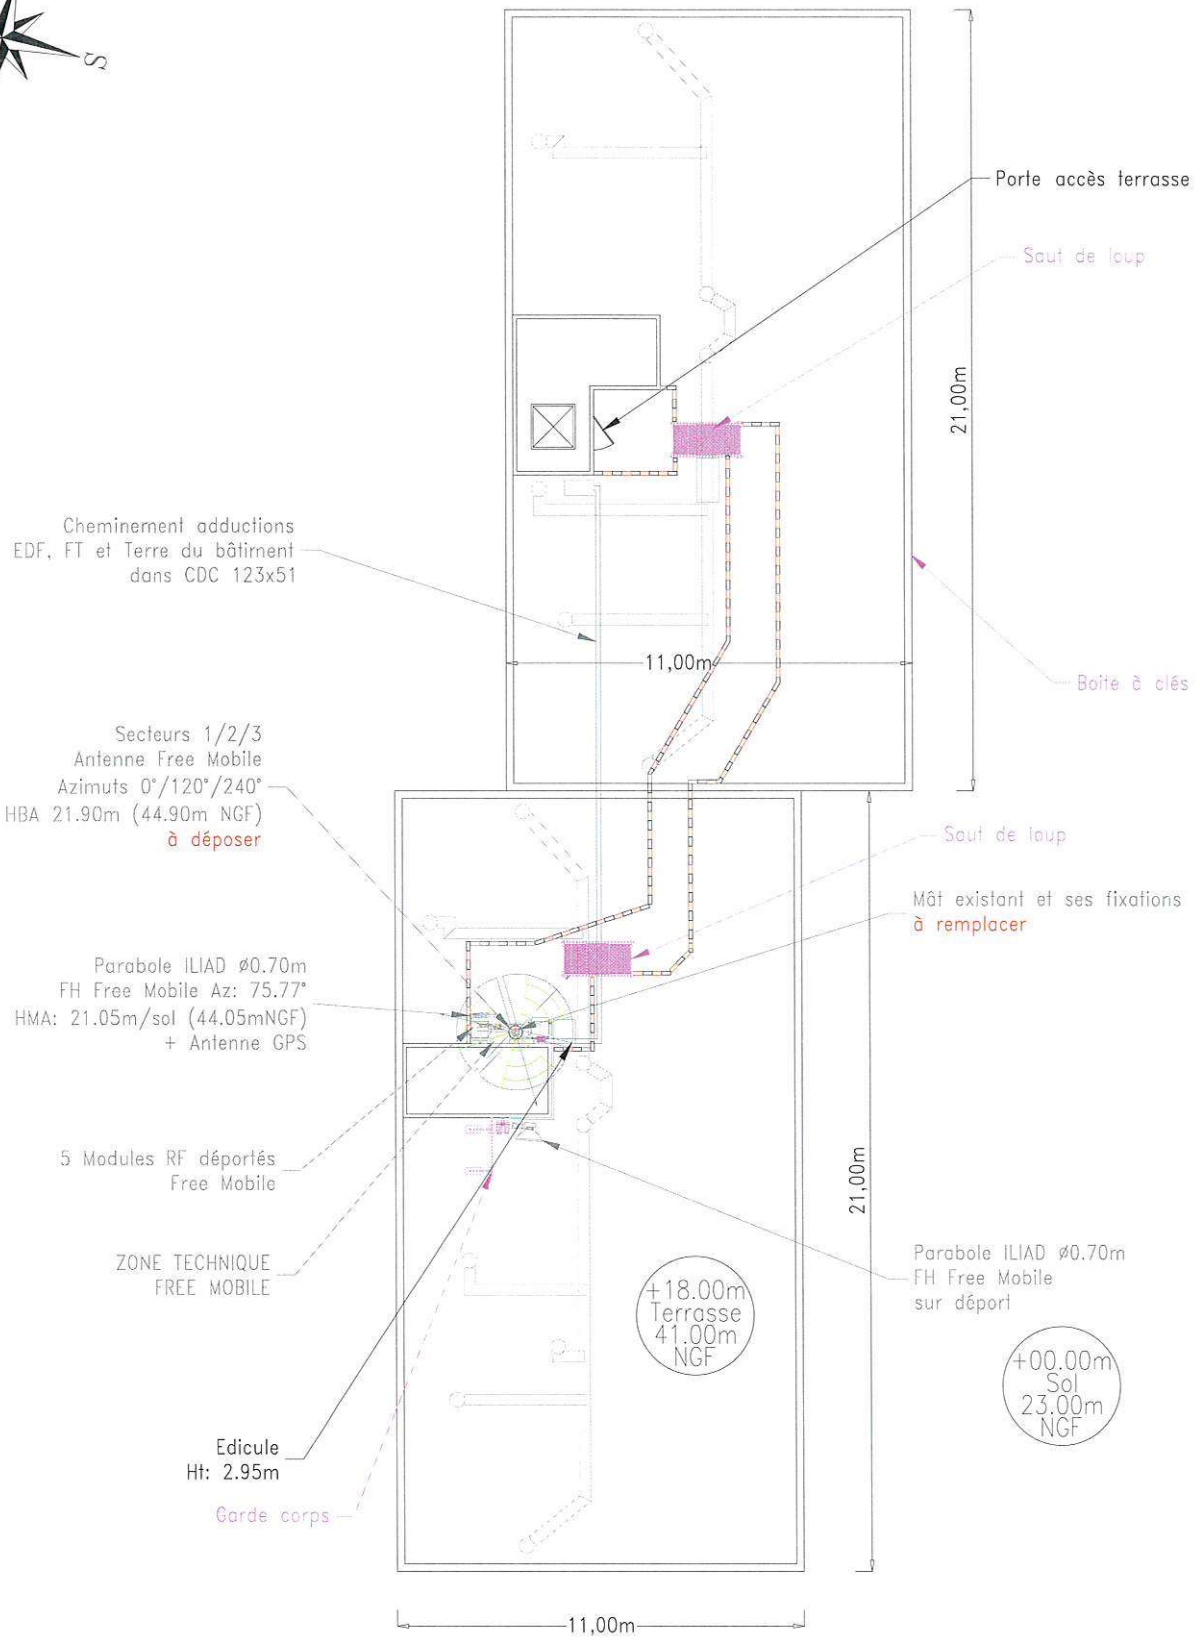 S
Porte accès terrasse
Saut de loup
21,00m
Cheminement adductions
EDF, FT et Terre du bâtiment
dans CDC 123x51
11,00m
Boite à clés
Secteurs 1/2/3
Antenne Free Mobile
Azimuts 0°/120°/240°
HBA 21.90m (44.90m NGF)
à déposer
Saut de loup
Mât existant et ses fixations
à remplacer
Parabole ILIAD ø0.70m
FH Free Mobile Az: 75.77°
HMA: 21.05m/sol (44.05mNGF)
+ Antenne GPS
5 Modules RF déportés
Free Mobile
21,00m
ZONE TECHNIQUE
FREE MOBILE
Parabole ILIAD ø0.70m
FH Free Mobile
sur déport
+18.00m
Terrasse
41.00m
NGF
+00.00m
Sol
23.00m
NGF
Edicule
Ht: 2.95m
Garde corps
11,00m